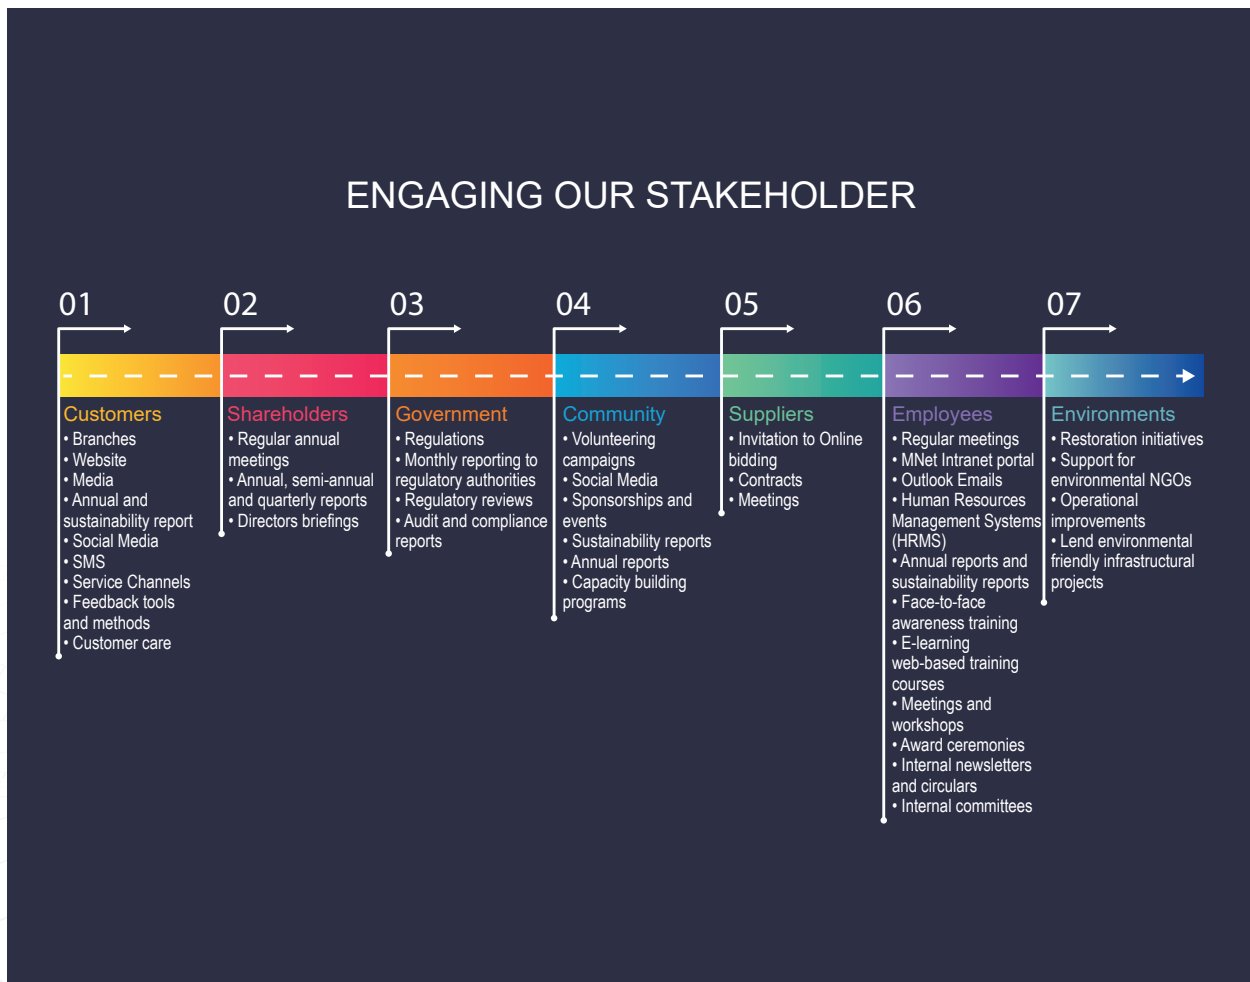 ENGAGING OUR STAKEHOLDER
01
Customers
• Branches
• Website
• Media
• Annual and
sustainability report
• Social Media
• SMS
• Service Channels
• Feedback tools
and methods
• Customer care
02
Shareholders
• Regular annual
meetings
• Annual, semi-annual
and quarterly reports
• Directors briefings
03
Government
• Regulations
• Monthly reporting to
regulatory authorities
• Regulatory reviews
• Audit and compliance
reports
04
Community
• Volunteering
campaigns
• Social Media
• Sponsorships and
events
• Sustainability reports
• Annual reports
• Capacity building
programs
05
Suppliers
• Invitation to Online
bidding
• Contracts
• Meetings
06
Employees
• Regular meetings
• MNet Intranet portal
• Outlook Emails
• Human Resources
Management Systems
(HRMS)
• Annual reports and
sustainability reports
• Face-to-face
awareness training
• E-learning
web-based training
courses
• Meetings and
workshops
• Award ceremonies
• Internal newsletters
and circulars
• Internal committees
07
Environments
• Restoration initiatives
• Support for
environmental NGOs
• Operational
improvements
• Lend environmental
friendly infrastructural
projects